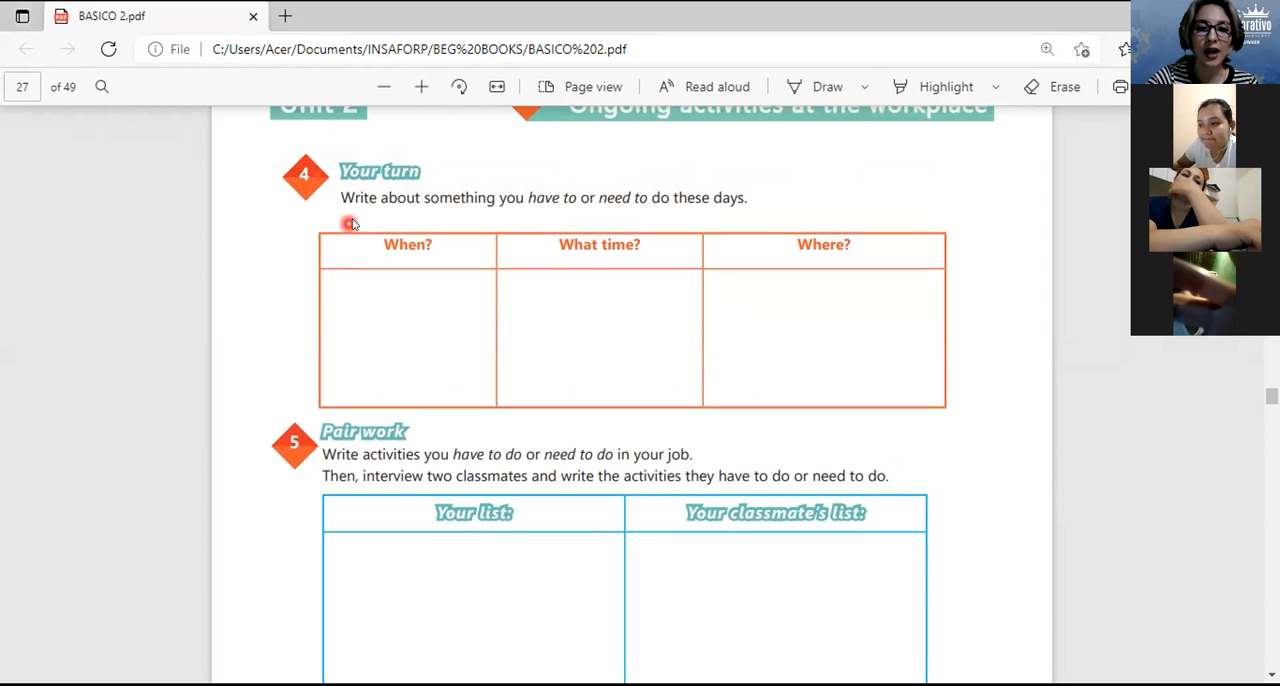 BASICO 2.pdf
File
C:/Users/Acer/Documents/INSAFORP/BEG%20BOOKS/BASICO%202.pdf
27 of 49
Page view
Read aloud
Draw
Highlight
Erase
Unit 2
Ongoing activities at the workplace
4
Your turn
Write about something you have to or need to do these days.
When?
What time?
Where?
5
Pair work
Write activities you have to do or need to do in your job.
Then, interview two classmates and write the activities they have to do or need to do.
Your list:
Your classmate's list: